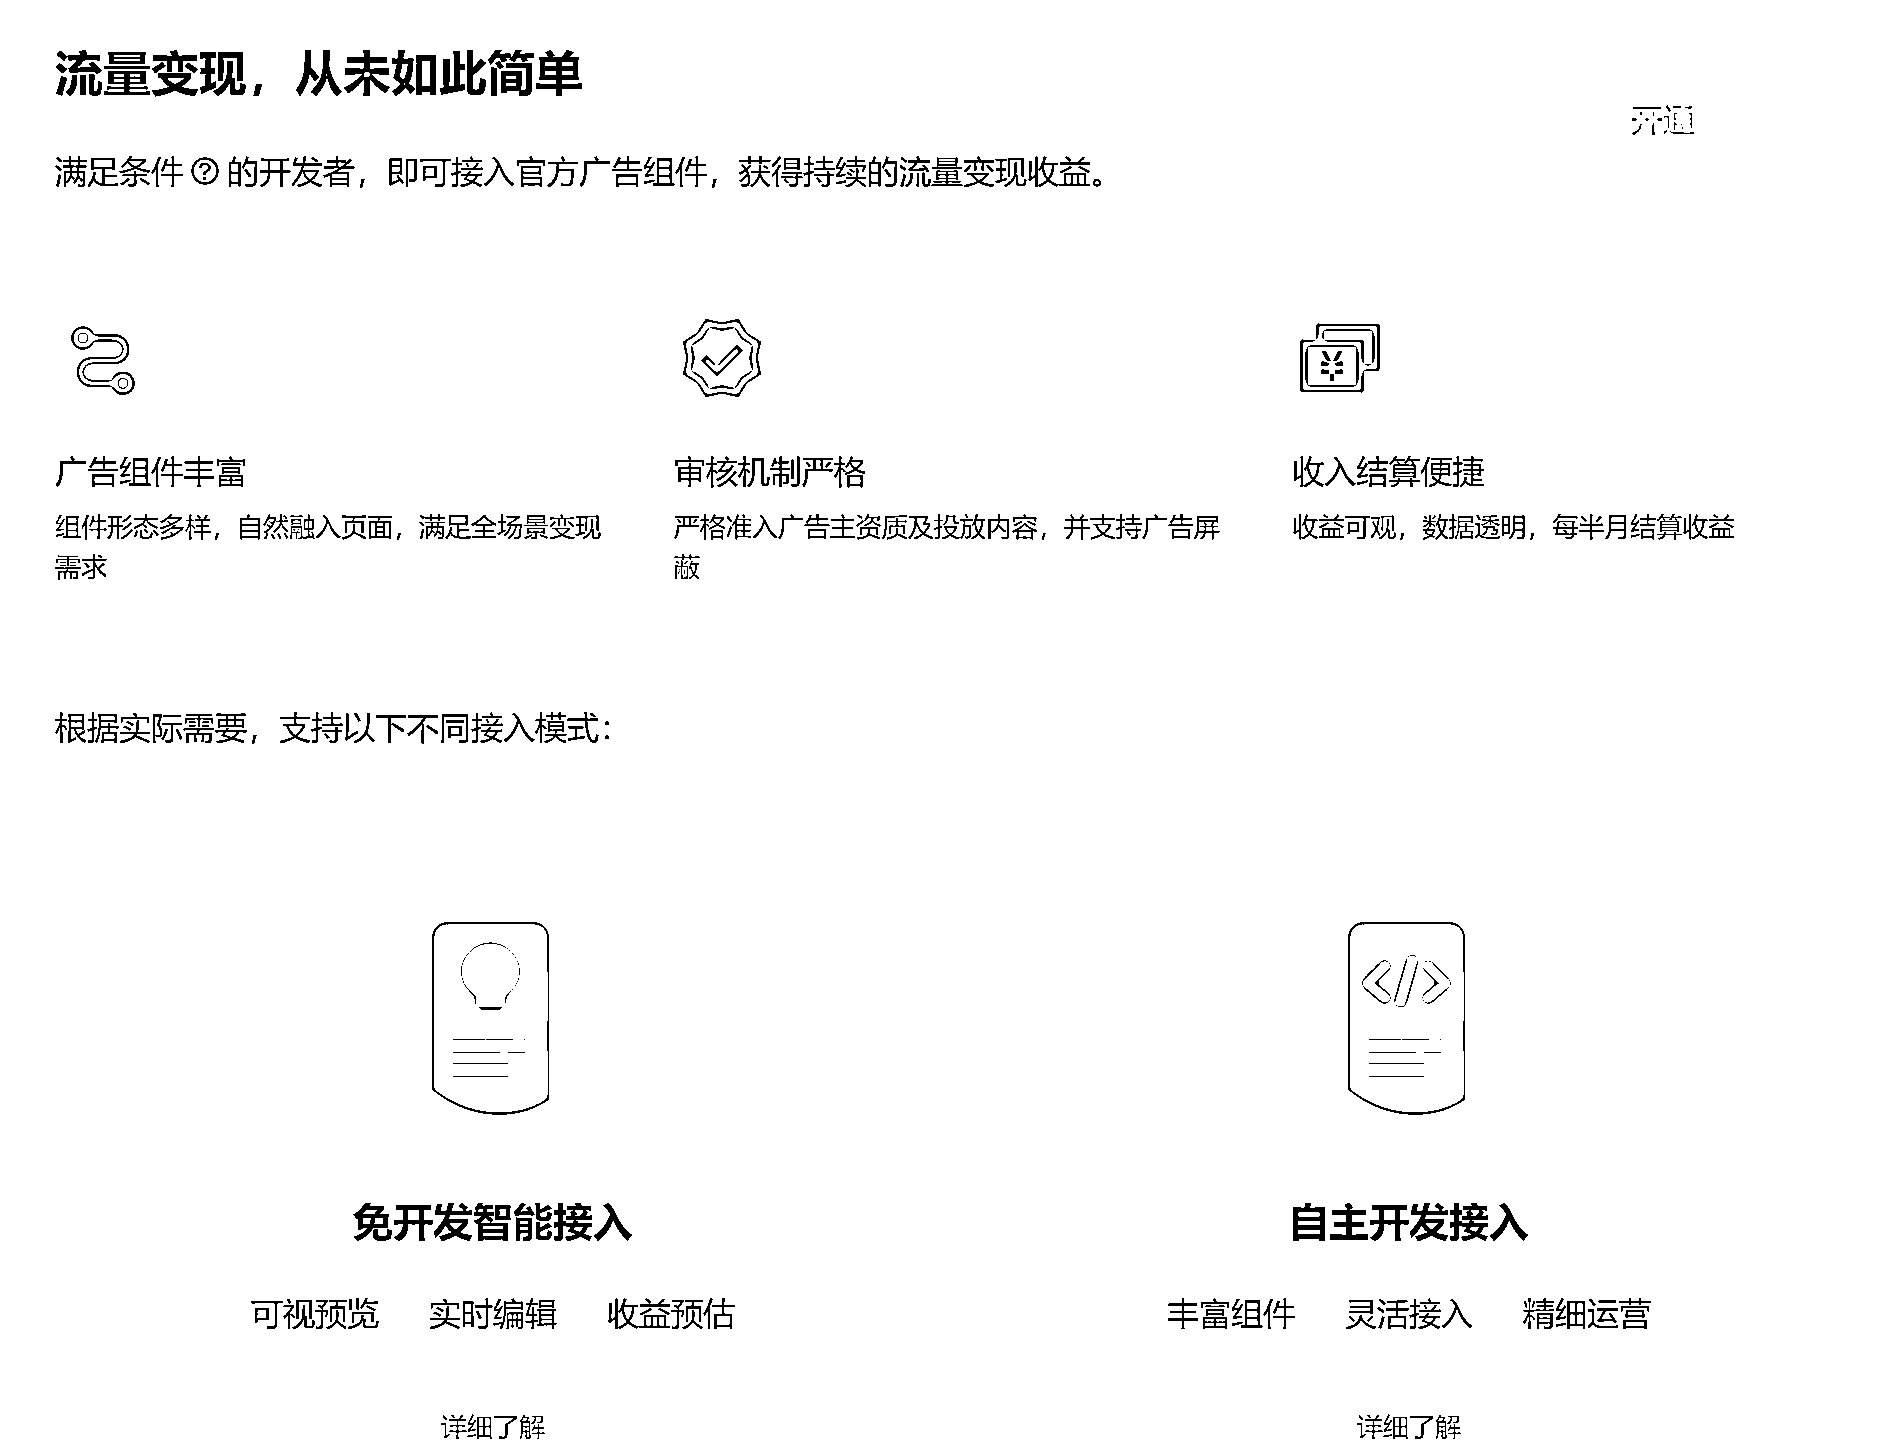 流量变现，从未如此简单
开通
满足条件 ? 的开发者，即可接入官方广告组件，获得持续的流量变现收益。
广告组件丰富
组件形态多样，自然融入页面，满足全场景变现
需求
审核机制严格
严格准入广告主资质及投放内容，并支持广告屏
蔽
收入结算便捷
收益可观，数据透明，每半月结算收益
根据实际需要，支持以下不同接入模式：
免开发智能接入
可视预览 实时编辑 收益预估
详细了解
自主开发接入
丰富组件 灵活接入 精细运营
详细了解